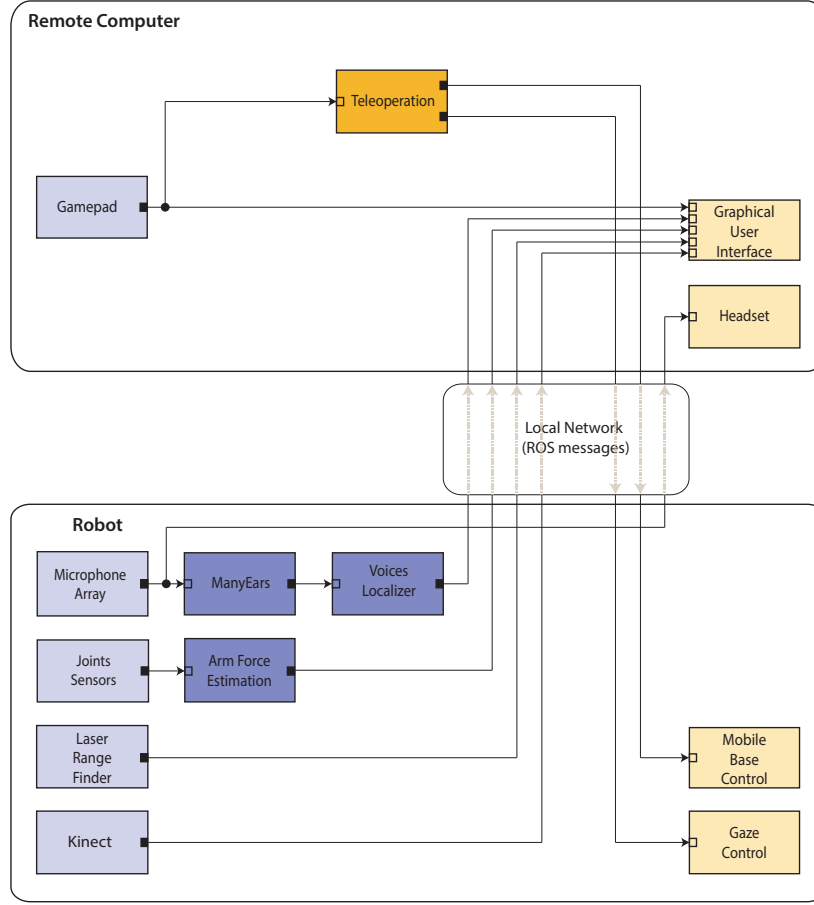 Remote Computer
Teleoperation
Gamepad
Graphical
User
Interface
Headset
Local Network
(ROS messages)
Robot
Microphone
Array
ManyEars
Voices
Localizer
Joints
Sensors
Arm Force
Estimation
Laser
Range
Finder
Mobile
Base
Control
Kinect
Gaze
Control